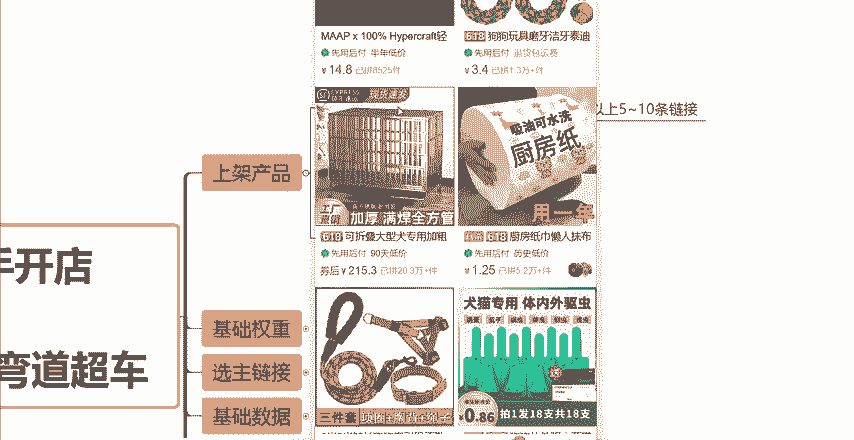 MAAP x 100% Hypercraft轻
先用后付 半年低价
¥14.8 已拼8525件
618 狗狗玩具磨牙洁牙泰迪
先用后付 退货包运费
¥3.4
以上5~10条链接
上架产品
现货速发
工厂
加厚 满焊全方管
618 可折叠大型犬专用加粗
先用后付 90天低价
券后¥215.3 已拼20.3万+件
吸油可水洗
厨房纸
用一年
618 厨房纸巾懒人抹布
先用后付 历史低价
¥1.25 已拼5.2万+件
手开店
弯道超车
基础权重
选主链接
基础数据
三件套
犬猫专用 体内外驱虫
¥0.86
拍1发18支共18支